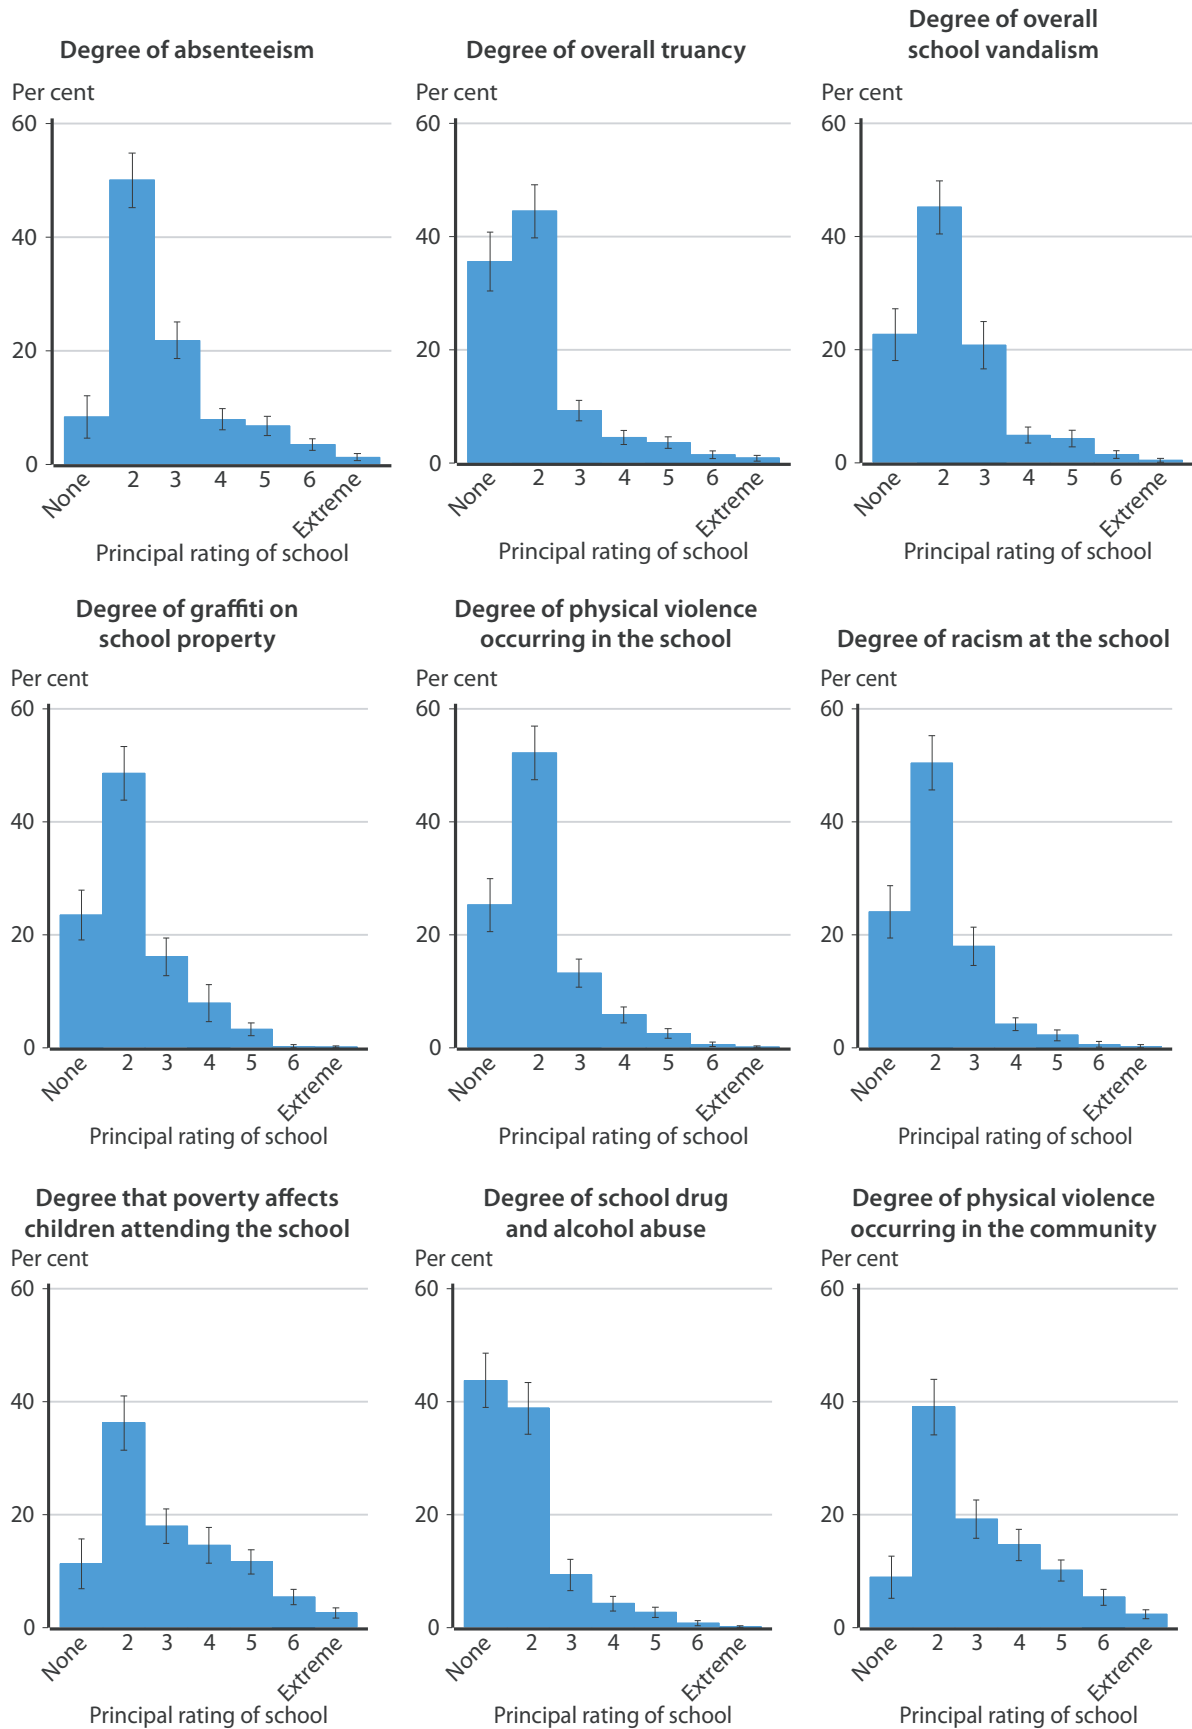 Degree of absenteeism
Per cent
60
40
20
0
None 2 3 4 5 6 Extreme
Principal rating of school
Degree of overall truancy
Per cent
60
40
20
0
None 2 3 4 5 6 Extreme
Principal rating of school
Degree of overall
school vandalism
Per cent
60
40
20
0
None 2 3 4 5 6 Extreme
Principal rating of school
Degree of graffiti on
school property
Per cent
60
40
20
0
None 2 3 4 5 6 Extreme
Principal rating of school
Degree of physical violence
occurring in the school
Per cent
60
40
20
0
None 2 3 4 5 6 Extreme
Principal rating of school
Degree of racism at the school
Per cent
60
40
20
0
None 2 3 4 5 6 Extreme
Principal rating of school
Degree that poverty affects
children attending the school
Per cent
60
40
20
0
None 2 3 4 5 6 Extreme
Principal rating of school
Degree of school drug
and alcohol abuse
Per cent
60
40
20
0
None 2 3 4 5 6 Extreme
Principal rating of school
Degree of physical violence
occurring in the community
Per cent
60
40
20
0
None 2 3 4 5 6 Extreme
Principal rating of school